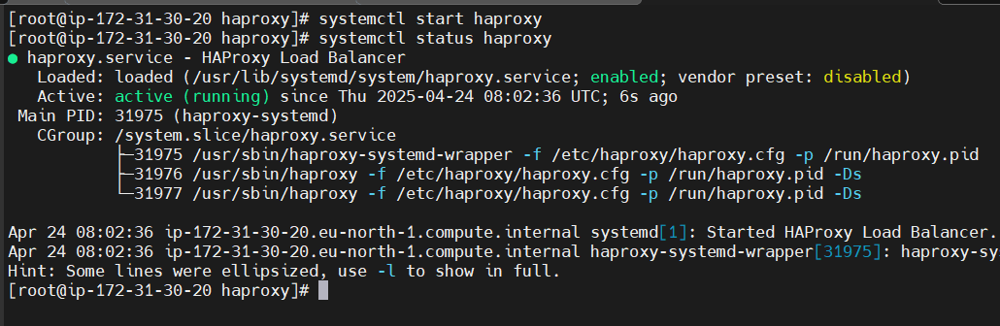 [root@ip-172-31-30-20 haproxy]# systemctl start haproxy
[root@ip-172-31-30-20 haproxy]# systemctl status haproxy
● haproxy.service - HAProxy Load Balancer
   Loaded: loaded (/usr/lib/systemd/system/haproxy.service; enabled; vendor preset: disabled)
   Active: active (running) since Thu 2025-04-24 08:02:36 UTC; 6s ago
 Main PID: 31975 (haproxy-systemd)
   CGroup: /system.slice/haproxy.service
           ├─31975 /usr/sbin/haproxy-systemd-wrapper -f /etc/haproxy/haproxy.cfg -p /run/haproxy.pid
           ├─31976 /usr/sbin/haproxy -f /etc/haproxy/haproxy.cfg -p /run/haproxy.pid -Ds
           └─31977 /usr/sbin/haproxy -f /etc/haproxy/haproxy.cfg -p /run/haproxy.pid -Ds

Apr 24 08:02:36 ip-172-31-30-20.eu-north-1.compute.internal systemd[1]: Started HAProxy Load Balancer.
Apr 24 08:02:36 ip-172-31-30-20.eu-north-1.compute.internal haproxy-systemd-wrapper[31975]: haproxy-sy
Hint: Some lines were ellipsized, use -l to show in full.
[root@ip-172-31-30-20 haproxy]#